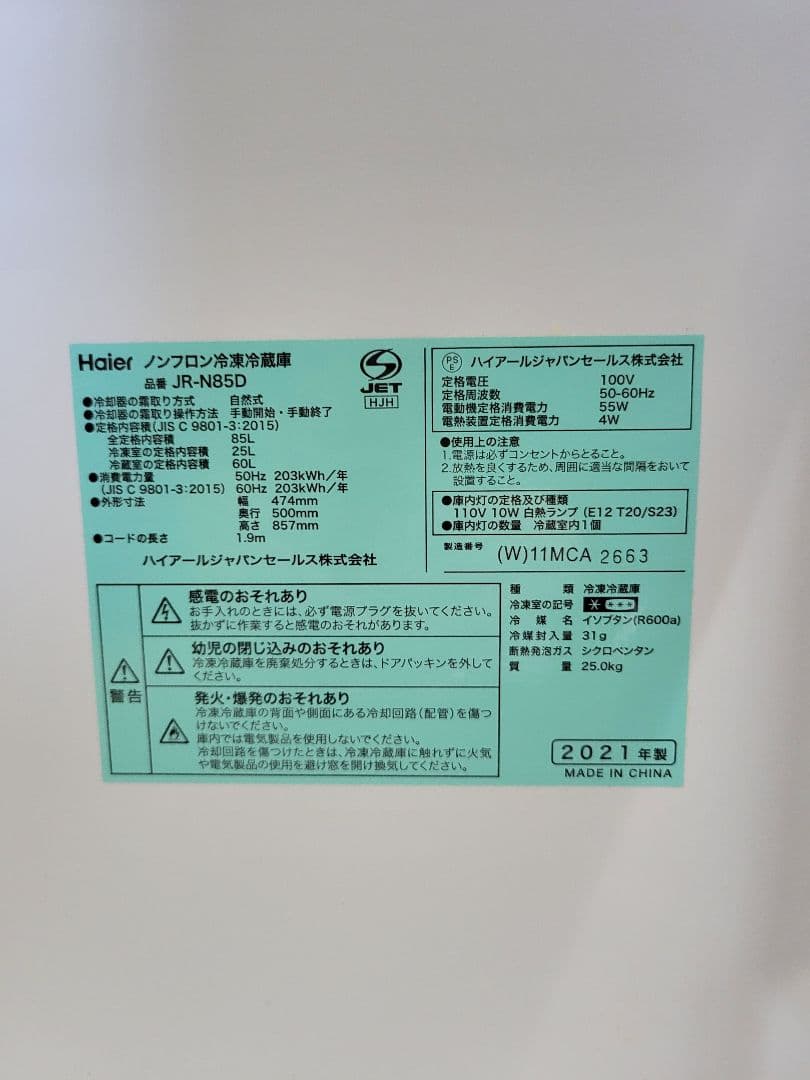 Haier ノンフロン冷凍冷蔵庫
品番 JR-N85D
JET
HJH
●冷却器の霜取り方式 自然式
●冷却器の霜取り操作方法 手動開始・手動終了
●定格内容積(JIS C 9801-3:2015)
全定格内容積 85L
冷凍室の定格内容積 25L
冷蔵室の定格内容積 60L
●消費電力量 50Hz 203kWh/年
(JIS C 9801-3:2015) 60Hz 203kWh/年
●外形寸法 幅 474mm
奥行 500mm
高さ 857mm
●コードの長さ 1.9m
ハイアールジャパンセールス株式会社
PSE ハイアールジャパンセールス株式会社
定格電圧 100V
定格周波数 50-60Hz
電動機定格消費電力 55W
電熱装置定格消費電力 4W
●使用上の注意
1.電源は必ずコンセントからとること。
2.放熱を良くするため、周囲に適当な間隔をおいて
設置すること。
●庫内灯の定格及び種類
110V 10W 白熱ランプ (E12 T20/S23)
●庫内灯の数量 冷蔵室内1個
製造番号 (W)11MCA 2663
警告
感電のおそれあり
お手入れのときには、必ず電源プラグを抜いてください。
抜かずに作業すると感電のおそれがあります。
幼児の閉じ込みのおそれあり
冷凍冷蔵庫を廃棄処分するときは、ドアパッキンを外して
ください。
発火・爆発のおそれあり
冷凍冷蔵庫の背面や側面にある冷却回路(配管)を傷つ
けないでください。
庫内では電気製品を使用しないでください。
冷却回路を傷つけたときは、冷凍冷蔵庫に触れずに火気
や電気製品の使用を避け窓を開け換気してください。
種類 冷凍冷蔵庫
冷凍室の記号 * ***
冷媒名 イソブタン(R600a)
冷媒封入量 31g
断熱発泡ガス シクロペンタン
質量 25.0kg
2021年製
MADE IN CHINA